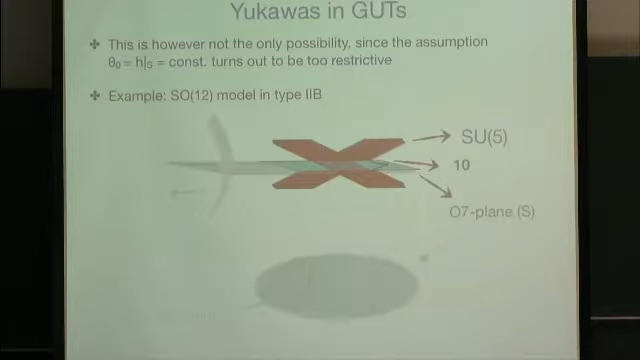 Yukawas in GUTs
✤ This is however not the only possibility, since the assumption
θ₀ = h|ₛ = const. turns out to be too restrictive
✤ Example: SO(12) model in type IIB
SU(5)
10
O7-plane (S)